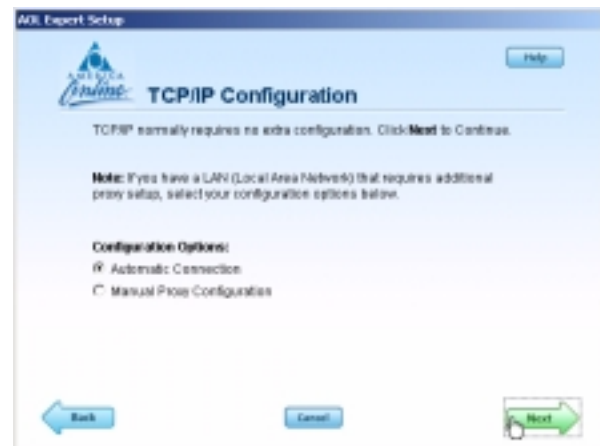 AOL Expert Setup
Help
AMERICA
Online
TCP/IP Configuration
TCP/IP normally requires no extra configuration. Click Next to Continue.
Note: If you have a LAN (Local Area Network) that requires additional
proxy setup, select your configuration options below.
Configuration Options:
Automatic Connection
Manual Proxy Configuration
Back
Cancel
Next